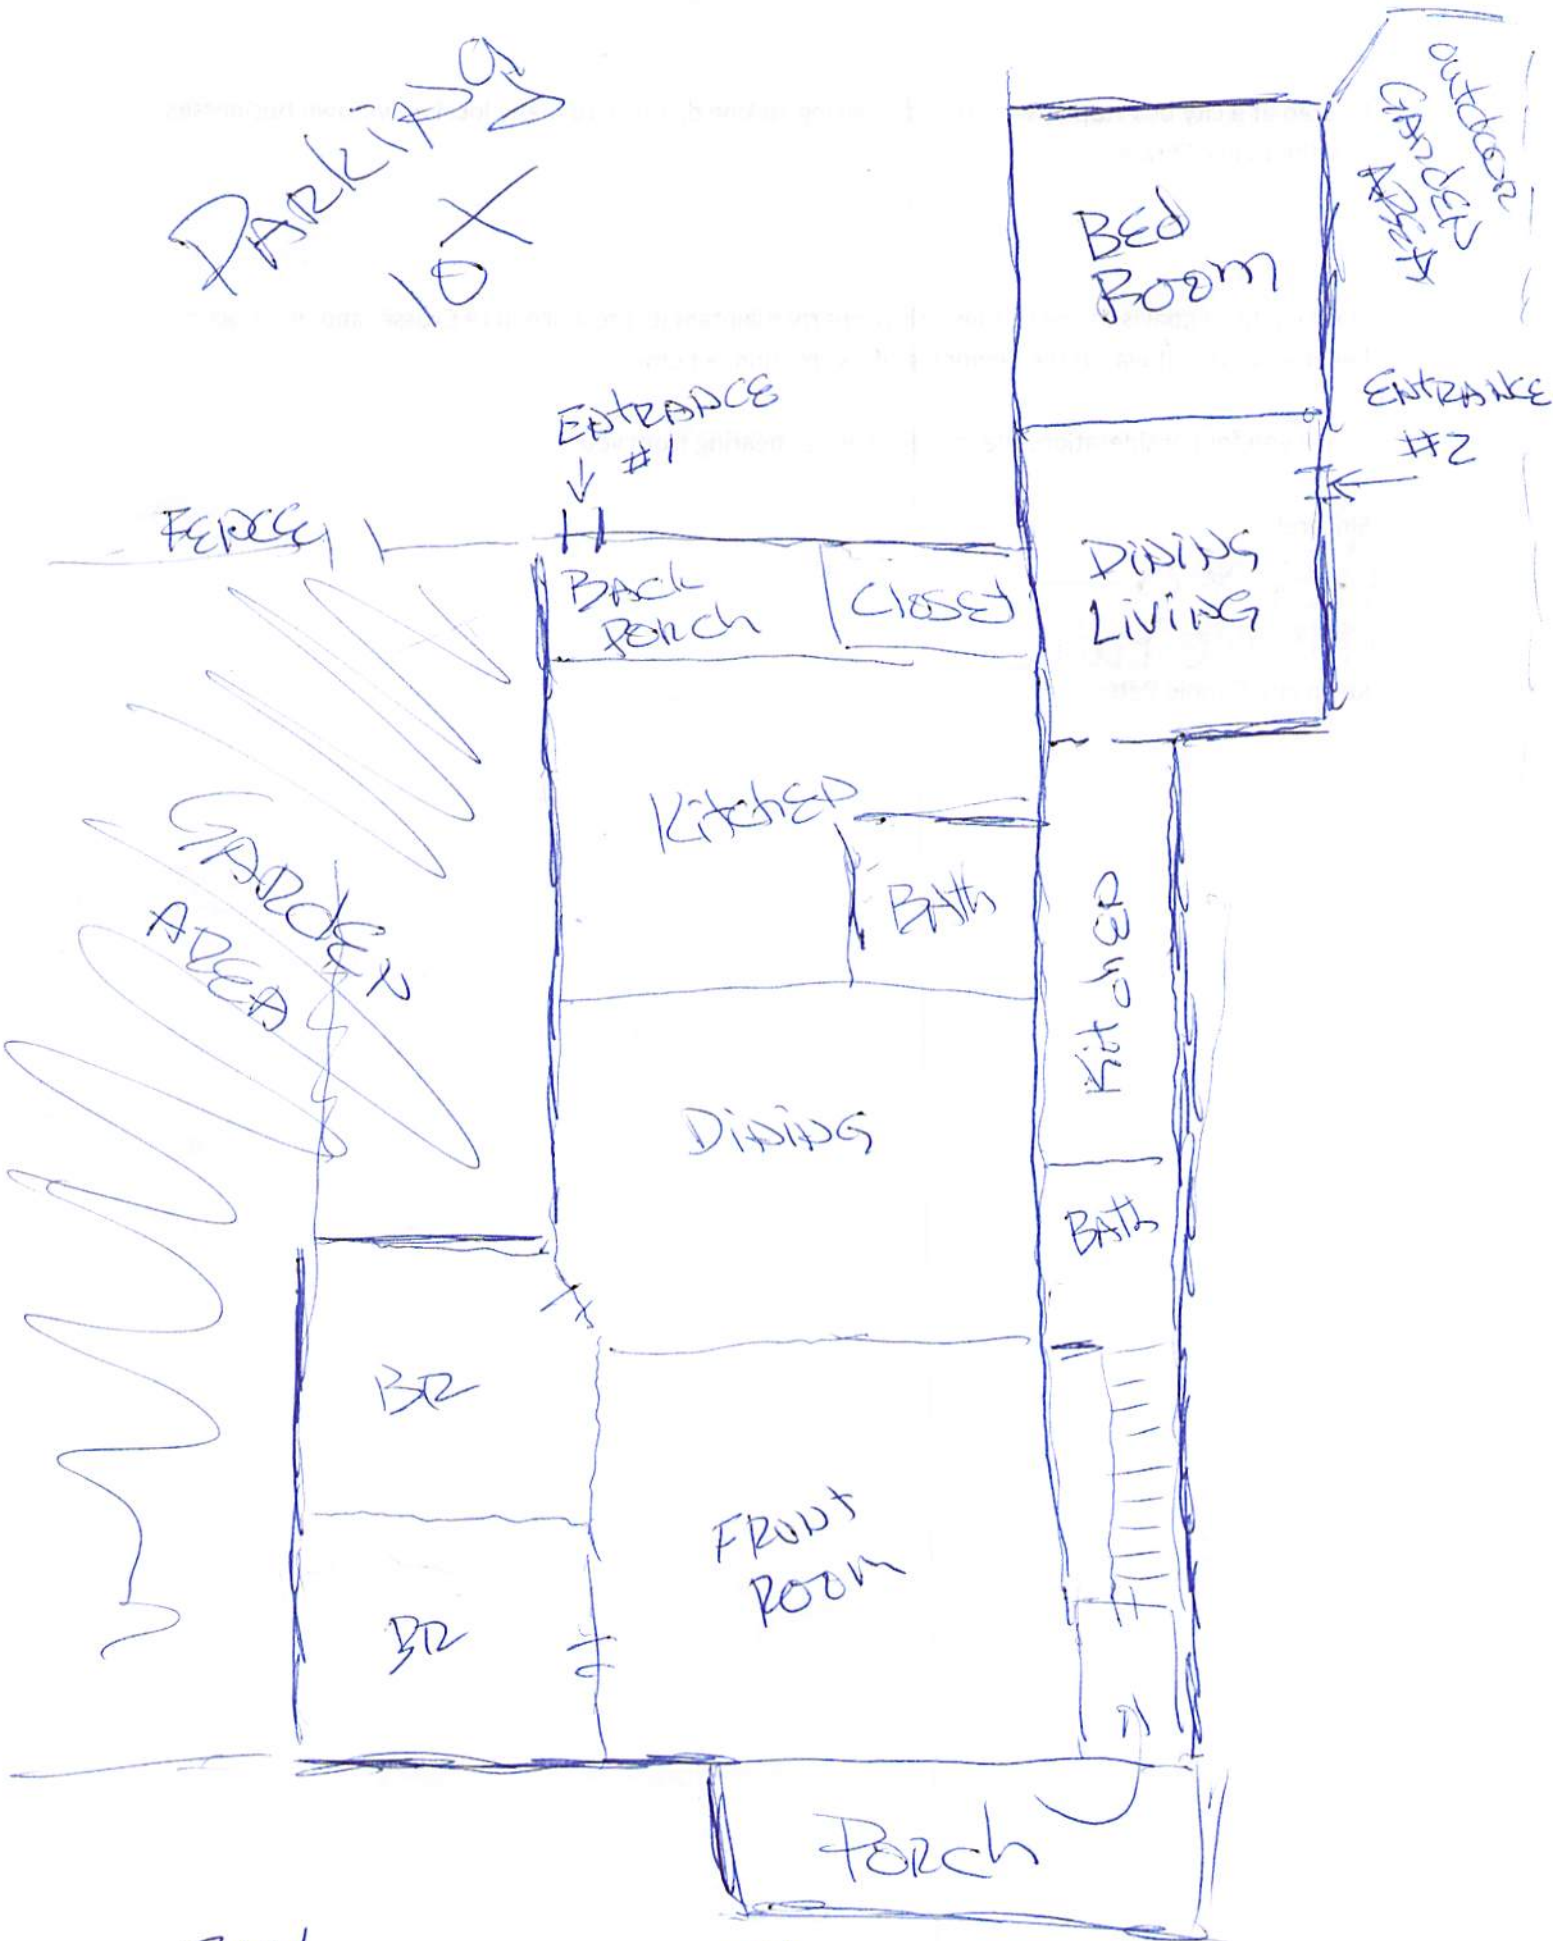 PARKING
10X
OUTDOOR
GARDEN
AREA
BEd
Room
ENTRANCE
#1
ENTRANCE
#2
FENCE
BACK
PORCh
ClOSET
DINING
LIVING
KitchEN
BATh
KitchEN
GARdEN
AREA
DINING
BATh
BR
FRONT
ROOM
BR
PORCh